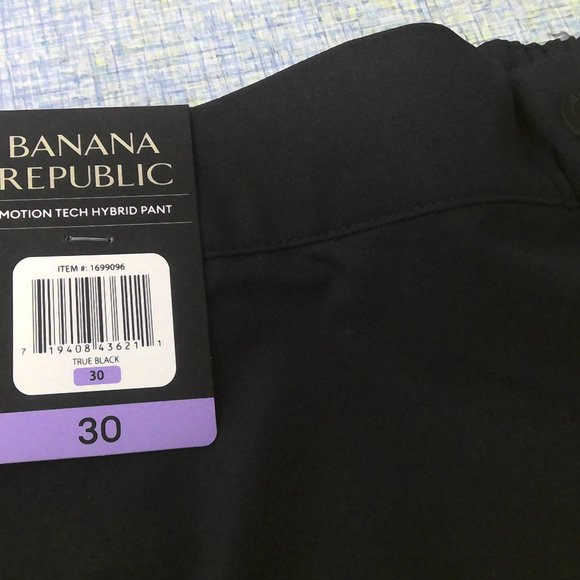 BANANA
REPUBLIC
MOTION TECH HYBRID PANT
ITEM #: 1699096
7 19408 43621 1
TRUE BLACK
30
30